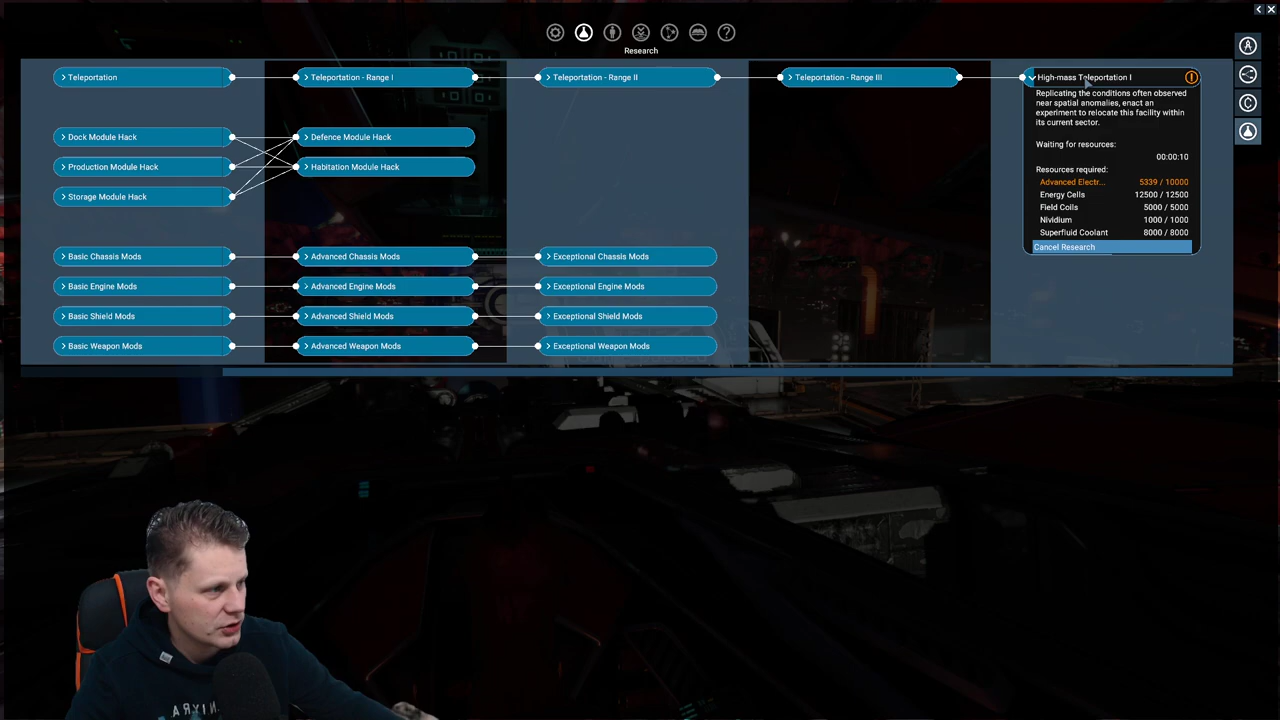 Research
Teleportation
Teleportation - Range I
Teleportation - Range II
Teleportation - Range III
High-mass Teleportation I
Replicating the conditions often observed
near spatial anomalies, enact an
experiment to relocate this facility within
its current sector.
Waiting for resources:
00:00:10
Resources required:
Advanced Electr... 5339 / 10000
Energy Cells 12500 / 12500
Field Coils 5000 / 5000
Nividium 1000 / 1000
Superfluid Coolant 8000 / 8000
Cancel Research
Dock Module Hack
Defence Module Hack
Production Module Hack
Habitation Module Hack
Storage Module Hack
Basic Chassis Mods
Advanced Chassis Mods
Exceptional Chassis Mods
Basic Engine Mods
Advanced Engine Mods
Exceptional Engine Mods
Basic Shield Mods
Advanced Shield Mods
Exceptional Shield Mods
Basic Weapon Mods
Advanced Weapon Mods
Exceptional Weapon Mods